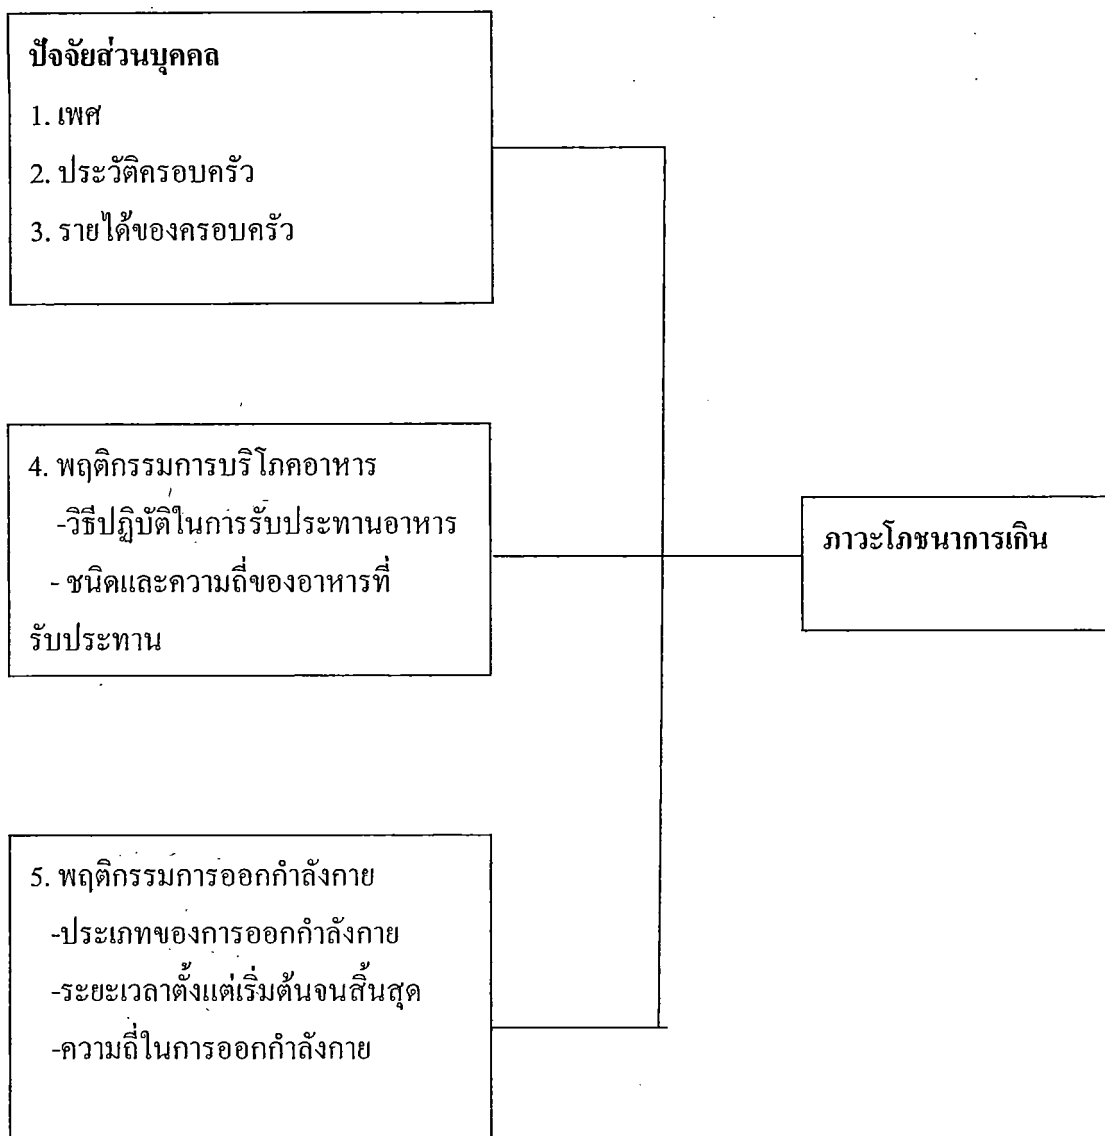 ปัจจัยส่วนบุคคล
1. เพศ
2. ประวัติครอบครัว
3. รายได้ของครอบครัว
4. พฤติกรรมการบริโภคอาหาร
-วิธีปฏิบัติในการรับประทานอาหาร
- ชนิดและความถี่ของอาหารที่
รับประทาน
ภาวะโภชนาการเกิน
5. พฤติกรรมการออกกำลังกาย
-ประเภทของการออกกำลังกาย
-ระยะเวลาตั้งแต่เริ่มต้นจนสิ้นสุด
-ความถี่ในการออกกำลังกาย